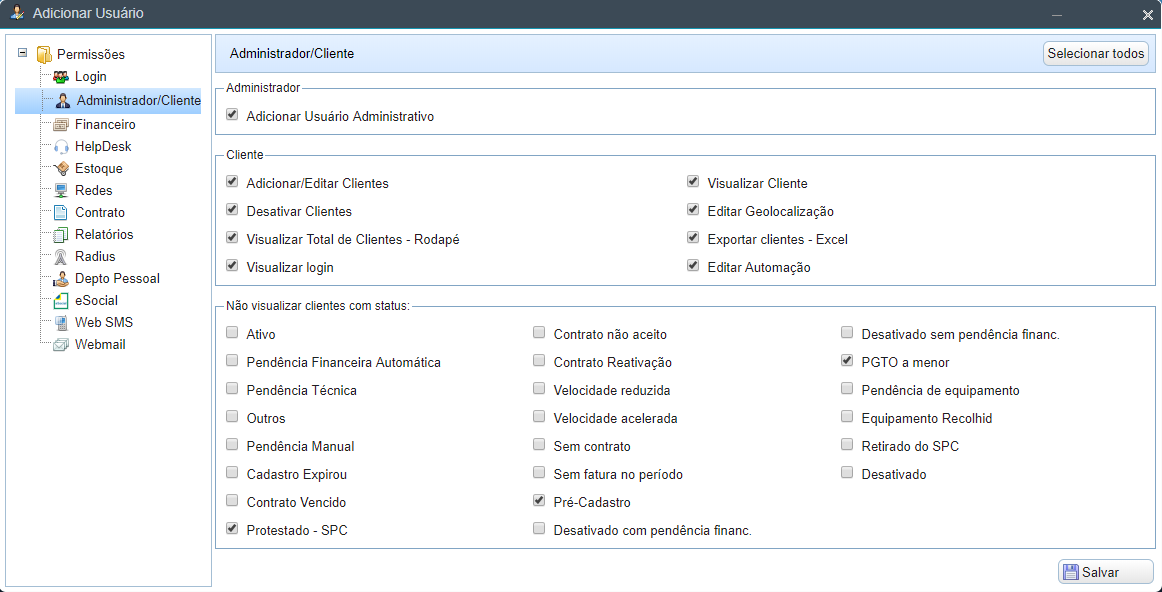 Adicionar Usuário
Permissões
Login
Administrador/Cliente
Financeiro
HelpDesk
Estoque
Redes
Contrato
Relatórios
Radius
Depto Pessoal
eSocial
Web SMS
Webmail
Administrador/Cliente
Selecionar todos
Administrador
Adicionar Usuário Administrativo
Cliente
Adicionar/Editar Clientes
Visualizar Cliente
Desativar Clientes
Editar Geolocalização
Visualizar Total de Clientes - Rodapé
Exportar clientes - Excel
Visualizar login
Editar Automação
Não visualizar clientes com status:
Ativo
Contrato não aceito
Desativado sem pendência financ.
Pendência Financeira Automática
Contrato Reativação
PGTO a menor
Pendência Técnica
Velocidade reduzida
Pendência de equipamento
Outros
Velocidade acelerada
Equipamento Recolhid
Pendência Manual
Sem contrato
Retirado do SPC
Cadastro Expirou
Sem fatura no período
Desativado
Contrato Vencido
Pré-Cadastro
Protestado - SPC
Desativado com pendência financ.
Salvar